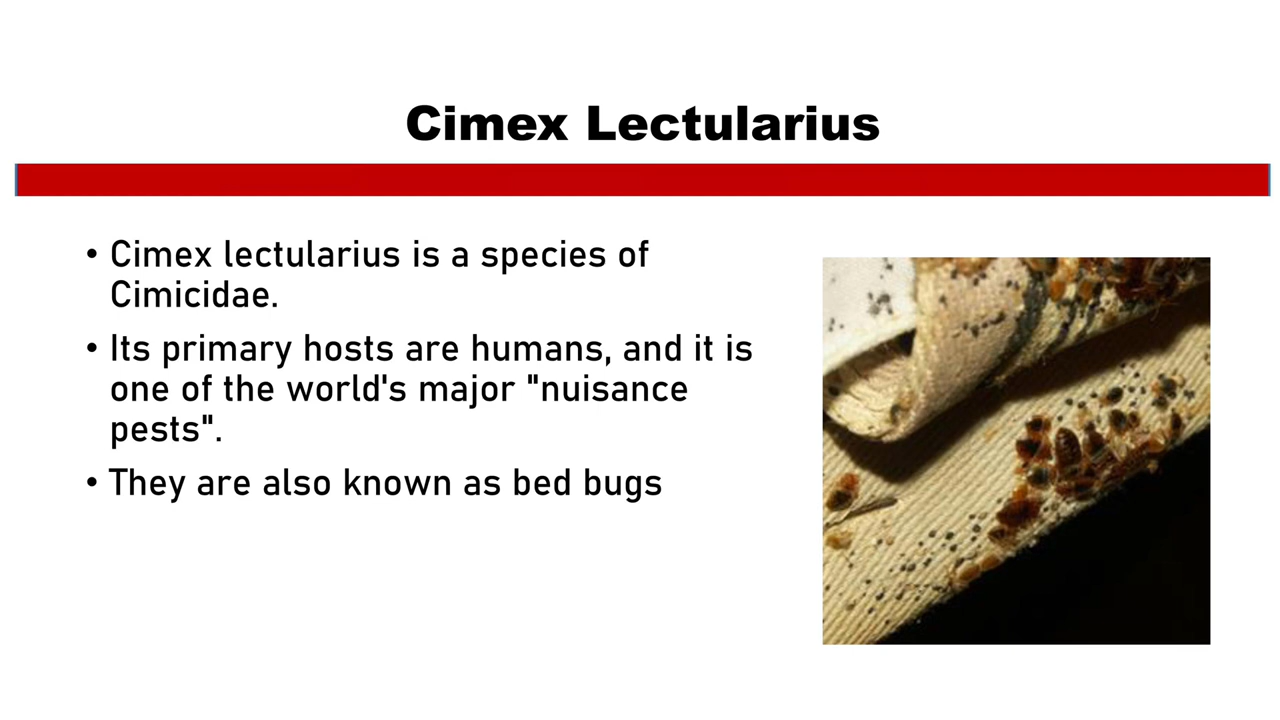 Cimex Lectularius
• Cimex lectularius is a species of
Cimicidae.
• Its primary hosts are humans, and it is
one of the world's major "nuisance
pests".
• They are also known as bed bugs